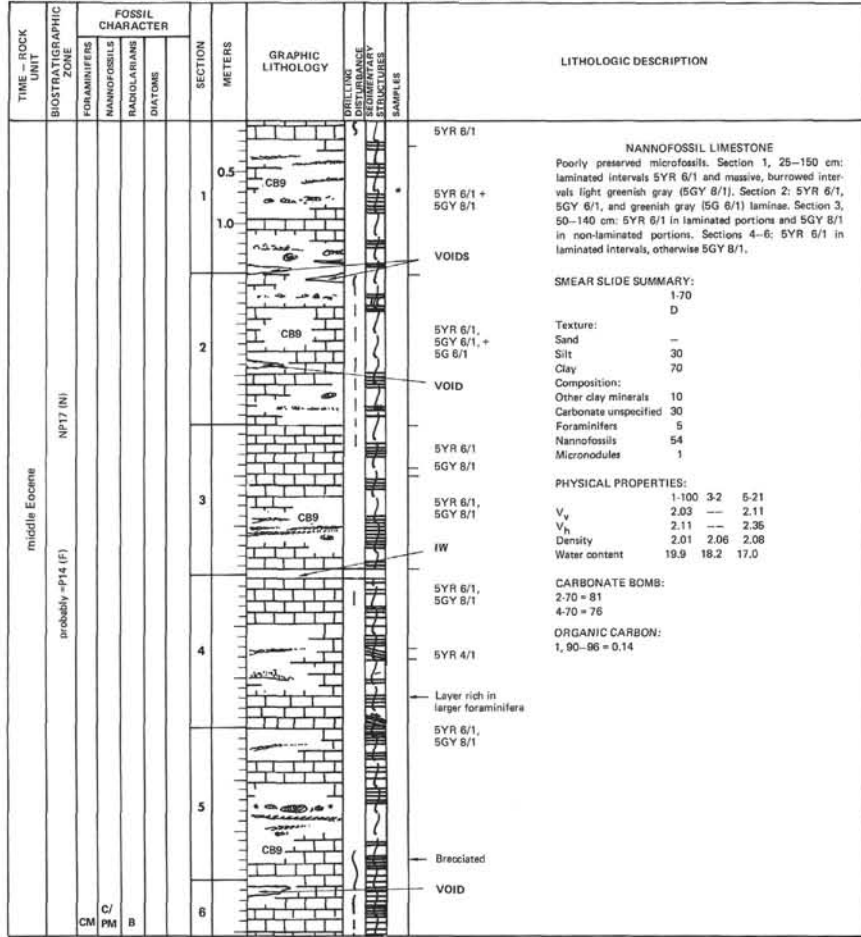 TIME – ROCK UNIT
BIOSTRATIGRAPHIC ZONE
FOSSIL CHARACTER
FORAMINIFERS
NANNOFOSSILS
RADIOLARIANS
DIATOMS
SECTION
METERS
GRAPHIC LITHOLOGY
DRILLING DISTURBANCE
SEDIMENTARY STRUCTURES
SAMPLES
LITHOLOGIC DESCRIPTION
middle Eocene
NP17 (N)
probably =P14 (F)
CM
C/
PM
B
1
0.5
1.0
2
3
4
5
6
CB9
CB9
CB9
CB9
5YR 8/1
5YR 6/1 +
5GY 8/1
VOIDS
5YR 6/1,
5GY 6/1, +
5G 6/1
VOID
5YR 6/1
5GY 8/1
5YR 6/1,
5GY 8/1
IW
5YR 6/1,
5GY 8/1
5YR 4/1
Layer rich in
larger foraminifera
5YR 6/1,
5GY 8/1
Brecciated
VOID
NANNOFOSSIL LIMESTONE
Poorly preserved microfossils. Section 1, 25–150 cm:
laminated intervals 5YR 6/1 and massive, burrowed inter-
vals light greenish gray (5GY 8/1). Section 2: 5YR 6/1,
5GY 6/1, and greenish gray (5G 6/1) laminae. Section 3,
50–140 cm: 5YR 6/1 in laminated portions and 5GY 8/1
in non-laminated portions. Sections 4–6: 5YR 6/1 in
laminated intervals, otherwise 5GY 8/1.
SMEAR SLIDE SUMMARY:
1-70
D
Texture:
Sand –
Silt 30
Clay 70
Composition:
Other clay minerals 10
Carbonate unspecified 30
Foraminifers 5
Nannofossils 54
Micronodules 1
PHYSICAL PROPERTIES:
1-100 3-2 5-21
Vv 2.03 –– 2.11
Vh 2.11 –– 2.35
Density 2.01 2.06 2.08
Water content 19.9 18.2 17.0
CARBONATE BOMB:
2-70 = 81
4-70 = 76
ORGANIC CARBON:
1, 90–96 = 0.14